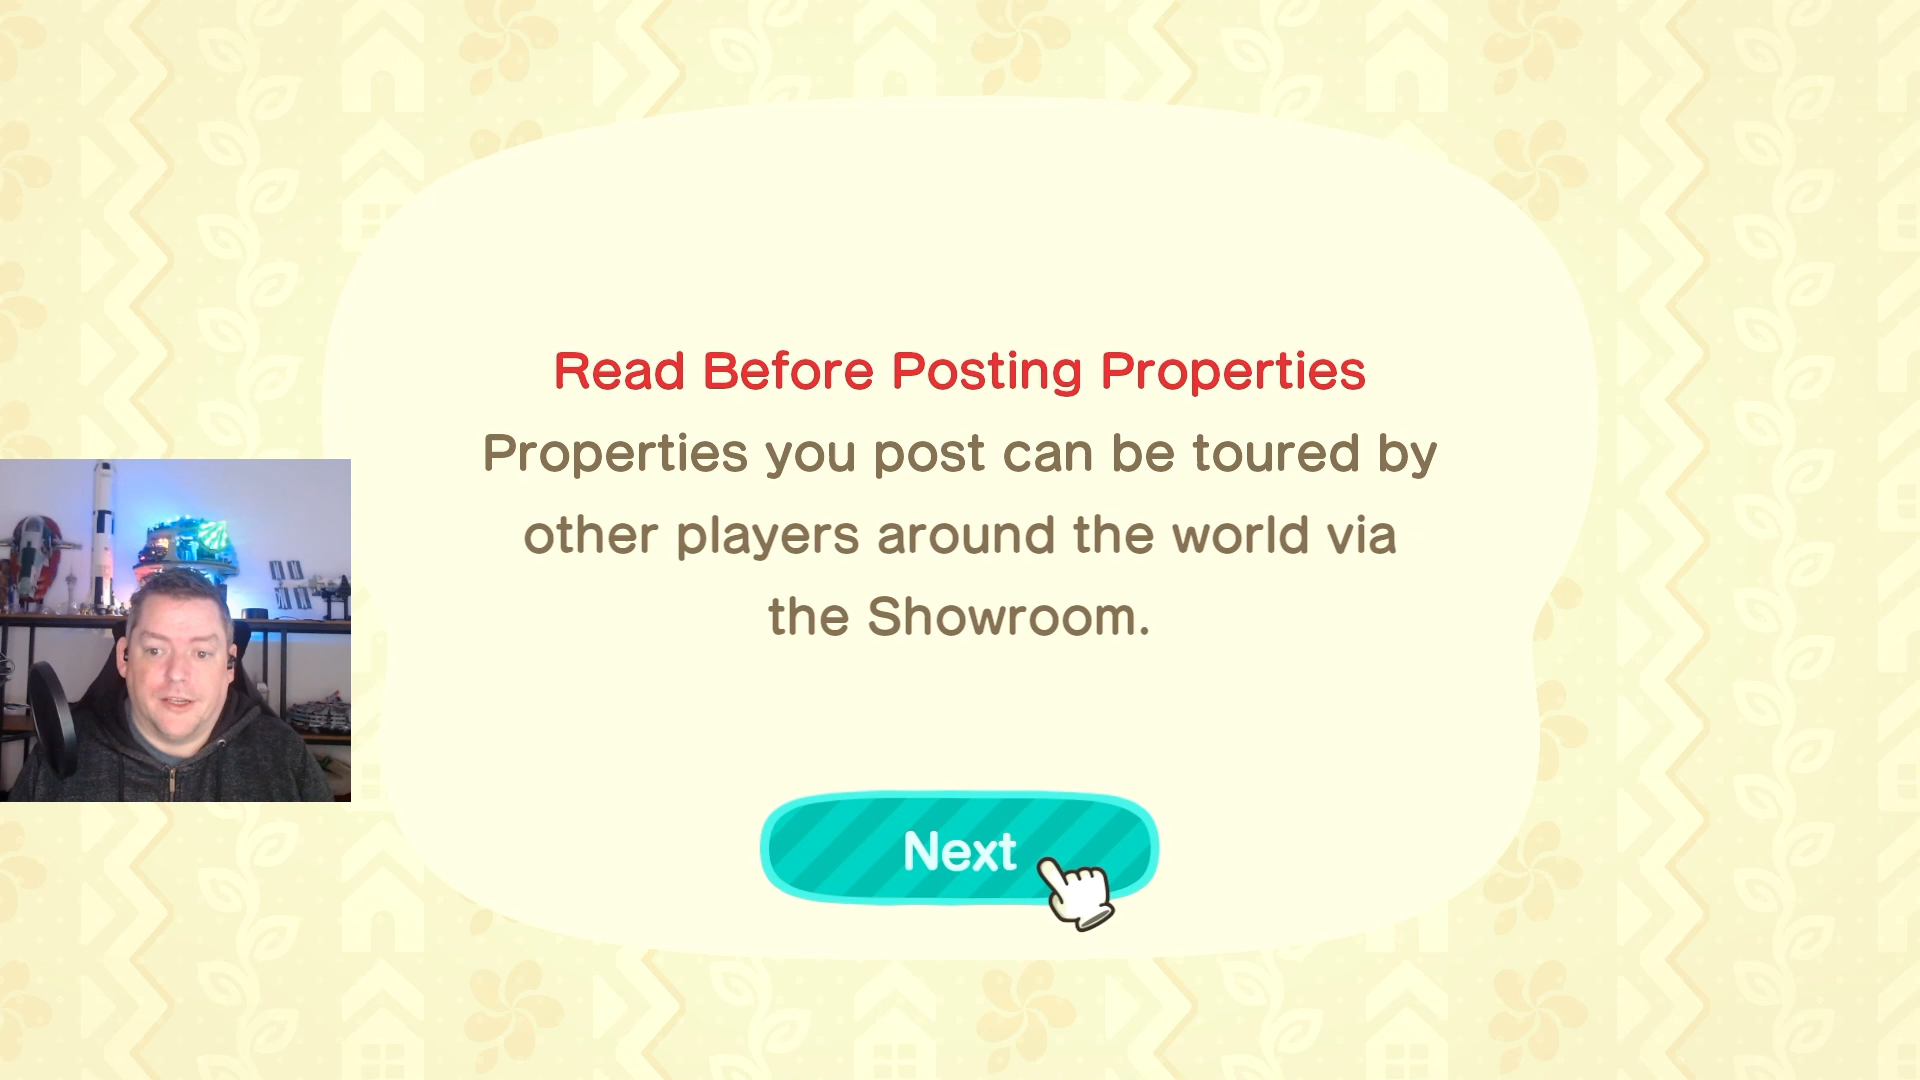 Read Before Posting Properties
Properties you post can be toured by
other players around the world via
the Showroom.
Next